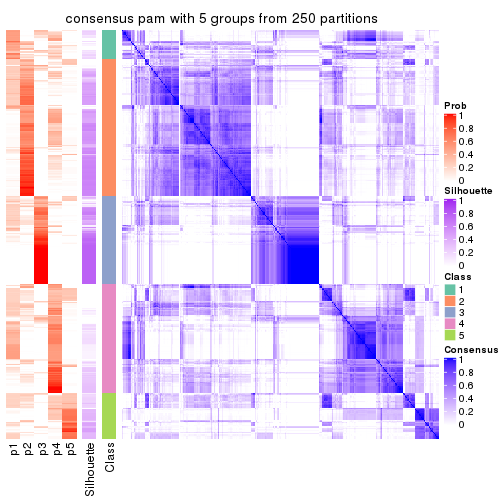 consensus pam with 5 groups from 250 partitions
Prob
1
0.8
0.6
0.4
0.2
0
Silhouette
1
0.8
0.6
0.4
0.2
0
Class
1
2
3
4
5
Consensus
1
0.8
0.6
0.4
0.2
0
p1
p2
p3
p4
p5
Silhouette
Class